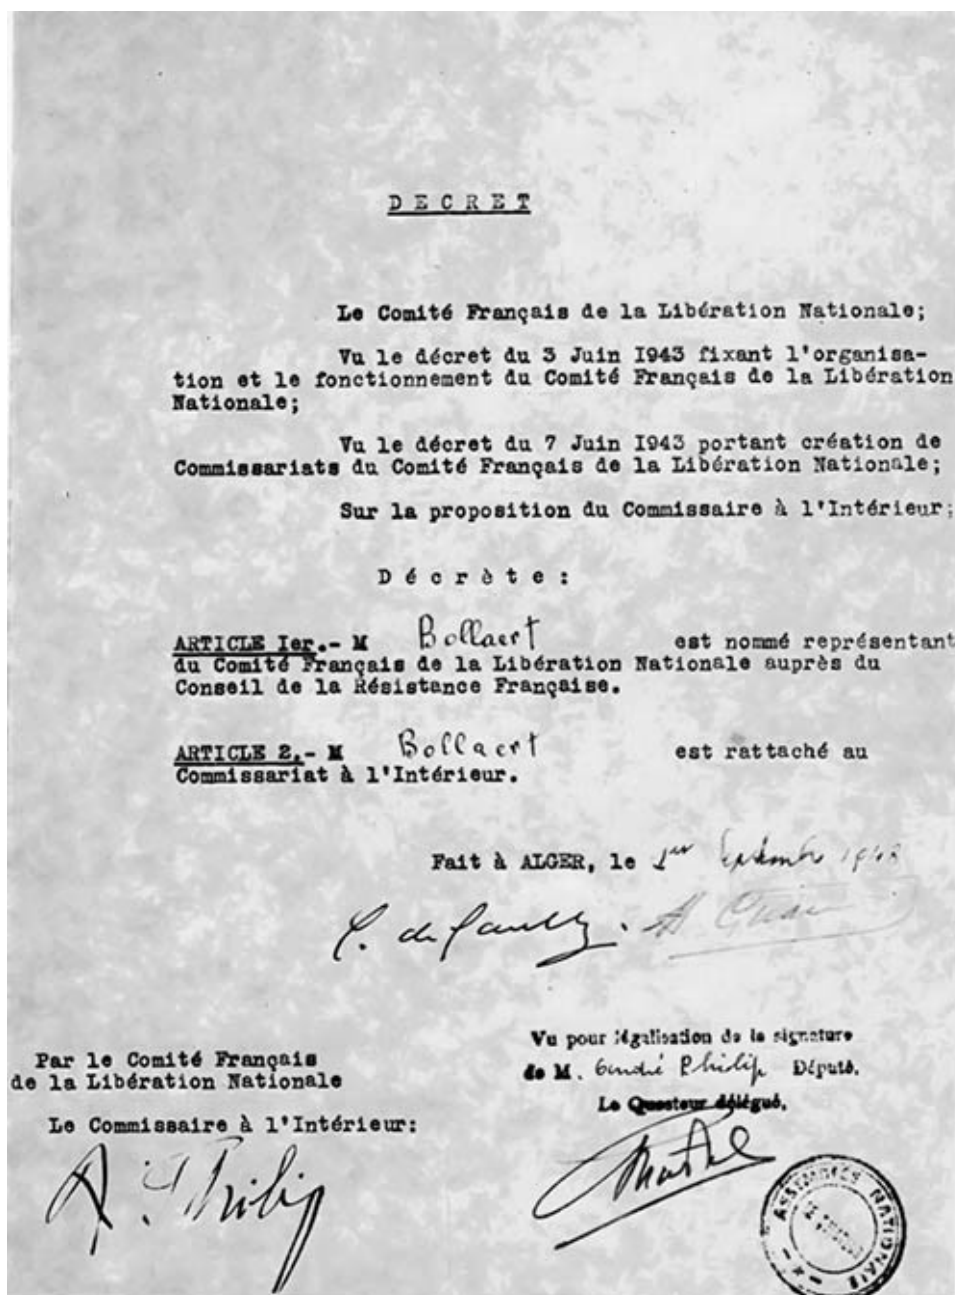 DECRET
Le Comité Français de la Libération Nationale;
Vu le décret du 3 Juin I943 fixant l'organisa-
tion et le fonctionnement du Comité Français de la Libération
Nationale;
Vu le décret du 7 Juin I943 portant création de
Commissariats du Comité Français de la Libération Nationale;
Sur la proposition du Commissaire à l'Intérieur;
Décrète:
ARTICLE Ier.- M Bollaert est nommé représentant
du Comité Français de la Libération Nationale auprès du
Conseil de la Résistance Française.
ARTICLE 2.- M Bollaert est rattaché au
Commissariat à l'Intérieur.
Fait à ALGER, le 1er Septembre 1943
C. de Gaulle.
Par le Comité Français
de la Libération Nationale
Le Commissaire à l'Intérieur:
A. Philip
Vu pour légalisation de la signature
de M. André Philip Député.
Le Questeur délégué.
ASSEMBLÉE NATIONALE